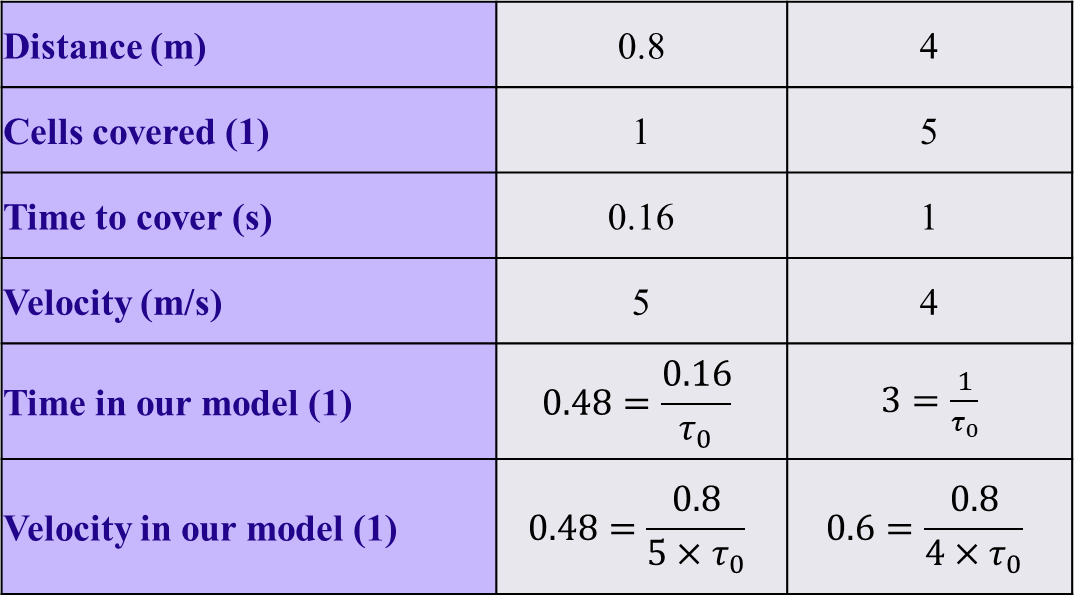 Distance (m) 0.8 4
Cells covered (1) 1 5
Time to cover (s) 0.16 1
Velocity (m/s) 5 4
Time in our model (1) 0.48 = 0.16/τ₀ 3 = 1/τ₀
Velocity in our model (1) 0.48 = 0.8/(5 × τ₀) 0.6 = 0.8/(4 × τ₀)